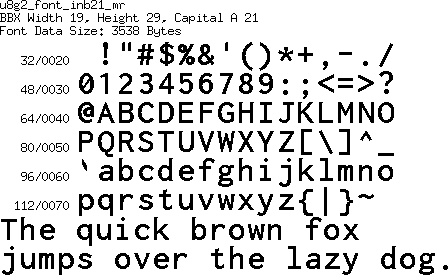 u8g2_font_inb21_mr
BBX Width 19, Height 29, Capital A 21
Font Data Size: 3538 Bytes
32/0020  !"#$%&'()*+,-./
48/0030 0123456789:;<=>?
64/0040 @ABCDEFGHIJKLMNO
80/0050 PQRSTUVWXYZ[\]^_
96/0060 `abcdefghijklmno
112/0070 pqrstuvwxyz{|}~
The quick brown fox
jumps over the lazy dog.